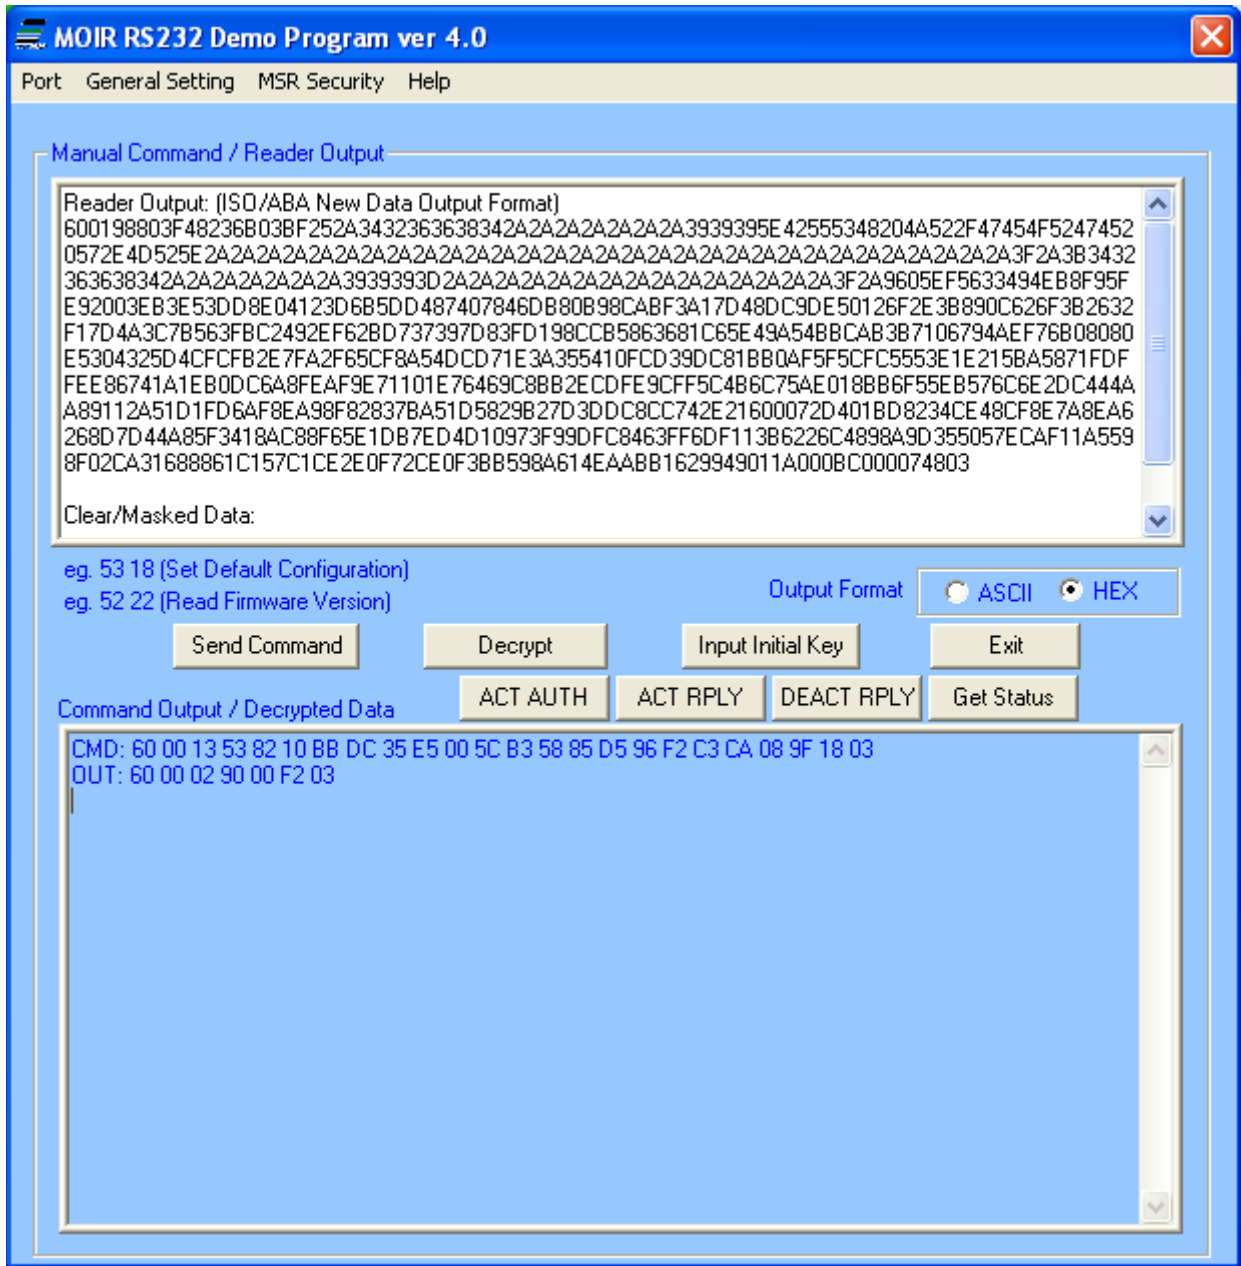 MOIR RS232 Demo Program ver 4.0
Port General Setting MSR Security Help
Manual Command / Reader Output
Reader Output: (ISO/ABA New Data Output Format)
600198803F48236B03BF252A3432363638342A2A2A2A2A2A2A2A3939395E42555348204A522F47454F5247452
0572E4D525E2A2A2A2A2A2A2A2A2A2A2A2A2A2A2A2A2A2A2A2A2A2A2A2A2A2A2A2A2A2A3F2A3B3432
363638342A2A2A2A2A2A2A2A3939393D2A2A2A2A2A2A2A2A2A2A2A2A2A2A2A2A3F2A9605EF5633494EB8F95F
E92003EB3E53DD8E04123D6B5DD487407846DB80B98CABF3A17D48DC9DE50126F2E3B890C626F3B2632
F17D4A3C7B563FBC2492EF62BD737397D83FD198CCB5863681C65E49A54BBCAB3B7106794AEF76B08080
E5304325D4CFCFB2E7FA2F65CF8A54DCD71E3A355410FCD39DC81BB0AF5F5CFC5553E1E215BA5871FDF
FEE86741A1EB0DC6A8FEAF9E71101E76469C8BB2ECDFE9CFF5C4B6C75AE018BB6F55EB576C6E2DC444A
A89112A51D1FD6AF8EA98F82837BA51D5829B27D3DDC8CC742E21600072D401BD8234CE48CF8E7A8EA6
268D7D44A85F3418AC88F65E1DB7ED4D10973F99DFC8463FF6DF113B6226C4898A9D355057ECAF11A559
8F02CA31688861C157C1CE2E0F72CE0F3BB598A614EAABB1629949011A000BC000074803
Clear/Masked Data:
eg. 53 18 (Set Default Configuration)
eg. 52 22 (Read Firmware Version)
Output Format ASCII HEX
Send Command Decrypt Input Initial Key Exit
ACT AUTH ACT RPLY DEACT RPLY Get Status
Command Output / Decrypted Data
CMD: 60 00 13 53 82 10 BB DC 35 E5 00 5C B3 58 85 D5 96 F2 C3 CA 08 9F 18 03
OUT: 60 00 02 90 00 F2 03